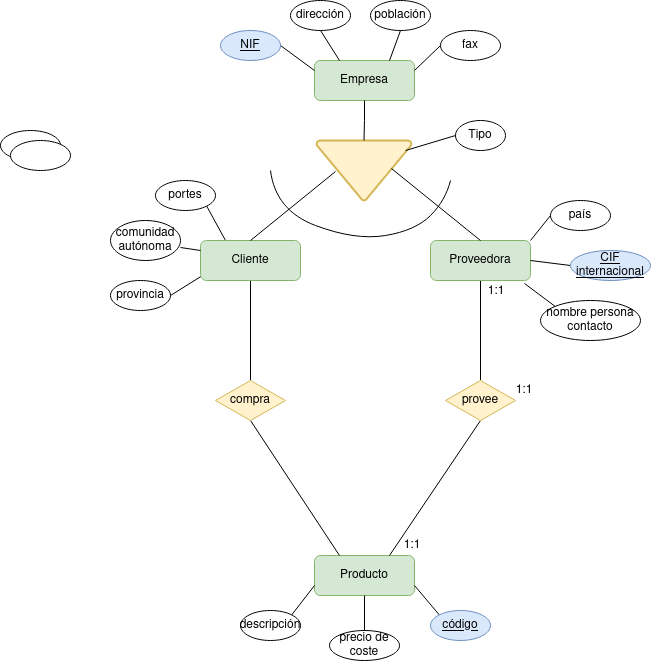 dirección
población
NIF
fax
Empresa
Tipo
portes
país
comunidad
autónoma
Cliente
Proveedora
CIF
internacional
1:1
provincia
nombre persona
contacto
compra
provee
1:1
1:1
Producto
descripción
código
precio de
coste